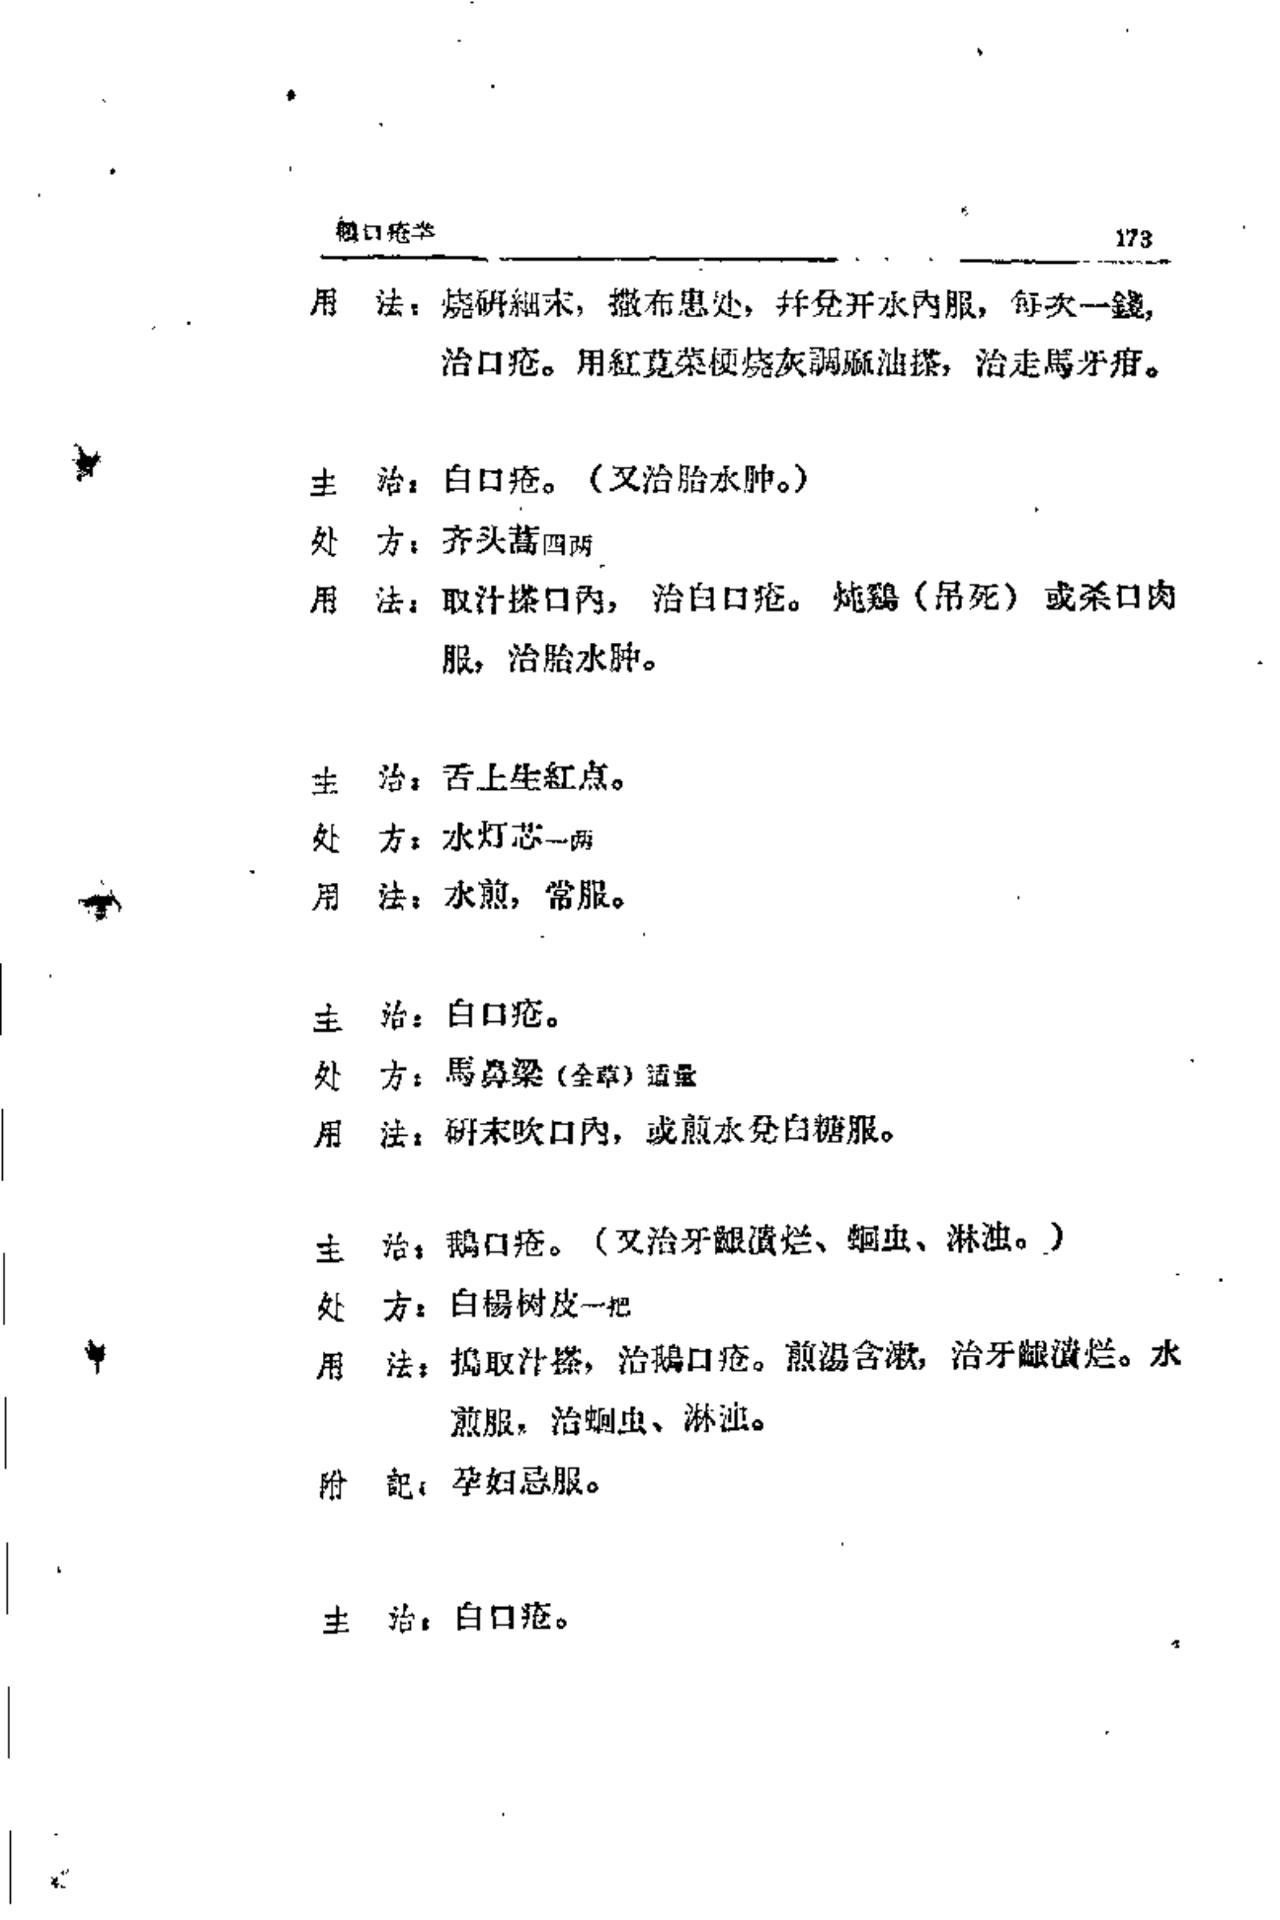 鵝口疮
173
用 法：烧研細末，撒布患处，幷兌开水內服，每次一錢，
治口疮。用紅莧菜梗烧灰調麻油搽，治走馬牙疳。
主 治：白口疮。（又治胎水肿。）
处 方：齐头蒿四两
用 法：取汁搽口內，治白口疮。炖鷄（吊死）或杀口肉
服，治胎水肿。
主 治：舌上生紅点。
处 方：水灯芯一两
用 法：水煎，常服。
主 治：白口疮。
处 方：馬鼻梁（全草）适量
用 法：研末吹口內，或煎水兌白糖服。
主 治：鵝口疮。（又治牙齦潰烂、蛔虫、淋浊。）
处 方：白楊树皮一把
用 法：搗取汁搽，治鵝口疮。煎湯含漱，治牙齦潰烂。水
煎服，治蛔虫、淋浊。
附 記：孕妇忌服。
主 治：白口疮。